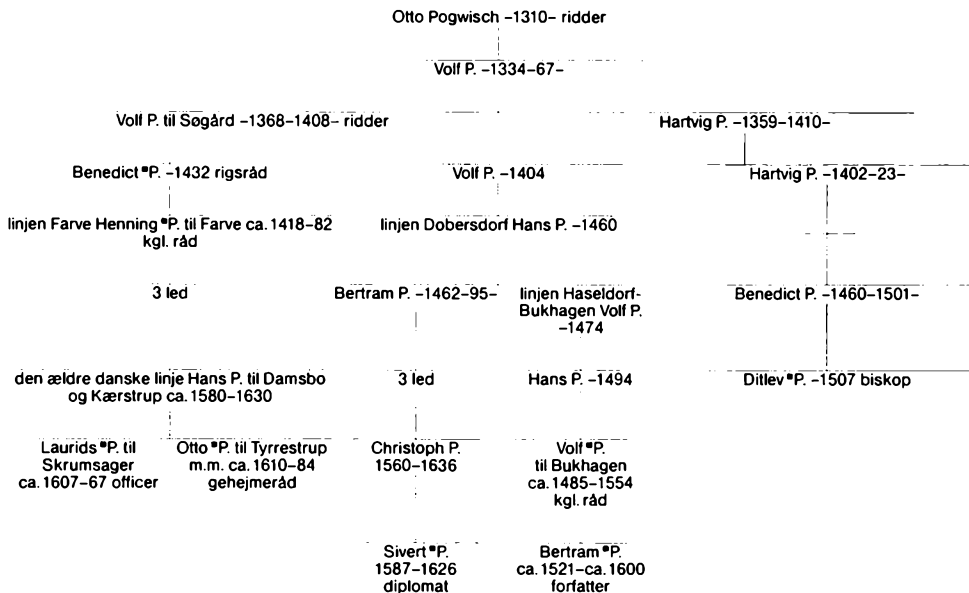 Otto Pogwisch –1310– ridder
Volf P. –1334–67–
Volf P. til Søgård –1368–1408– ridder
Hartvig P. –1359–1410–
Benedict *P. –1432 rigsråd
Volf P. –1404
Hartvig P. –1402–23–
linjen Farve Henning *P. til Farve ca. 1418–82
kgl. råd
linjen Dobersdorf Hans P. –1460
3 led
Bertram P. –1462–95–
linjen Haseldorf-
Bukhagen Volf P.
–1474
Benedict P. –1460–1501–
den ældre danske linje Hans P. til Damsbo
og Kærstrup ca. 1580–1630
3 led
Hans P. –1494
Ditlev *P. –1507 biskop
Laurids *P. til
Skrumsager
ca. 1607–67 officer
Otto *P. til Tyrrestrup
m.m. ca. 1610–84
gehejmeråd
Christoph P.
1560–1636
Volf *P.
til Bukhagen
ca. 1485–1554
kgl. råd
Sivert *P.
1587–1626
diplomat
Bertram *P.
ca. 1521–ca. 1600
forfatter